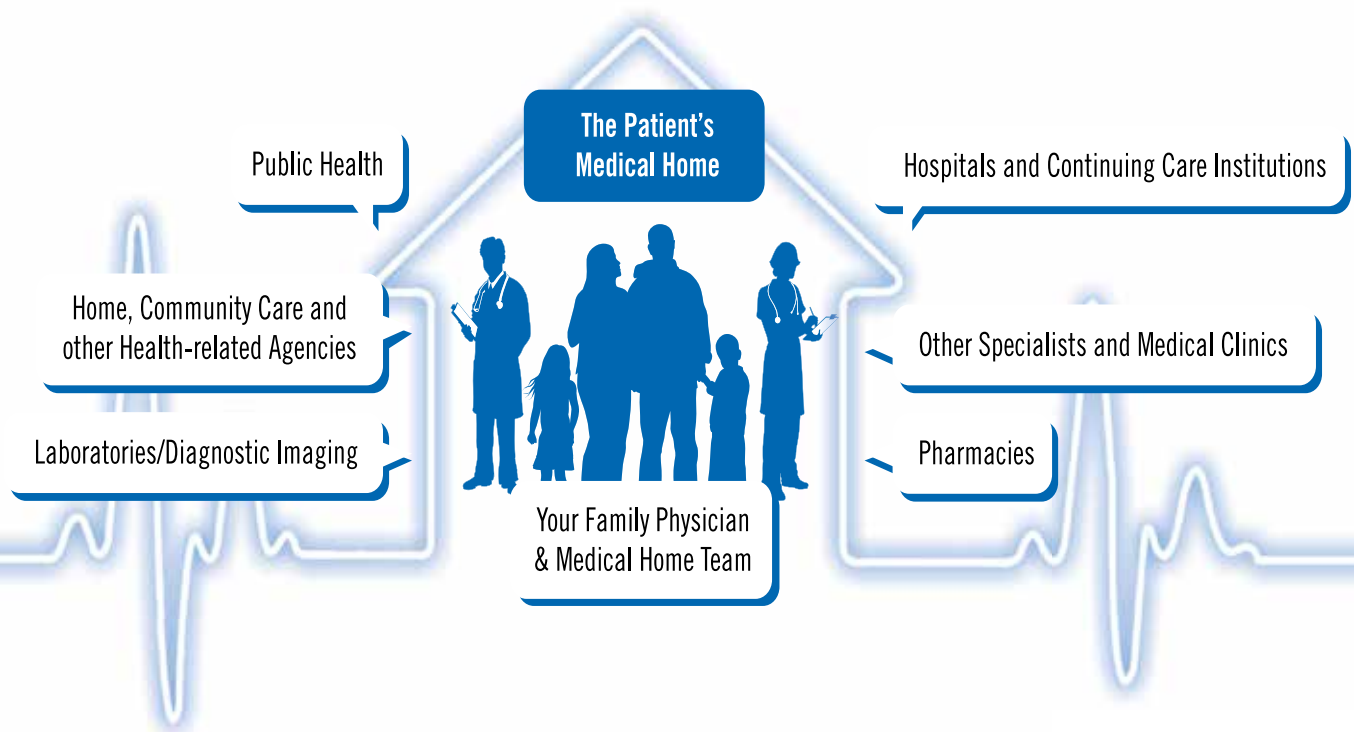 The Patient's
Medical Home
Public Health
Hospitals and Continuing Care Institutions
Home, Community Care and
other Health-related Agencies
Other Specialists and Medical Clinics
Laboratories/Diagnostic Imaging
Pharmacies
Your Family Physician
& Medical Home Team